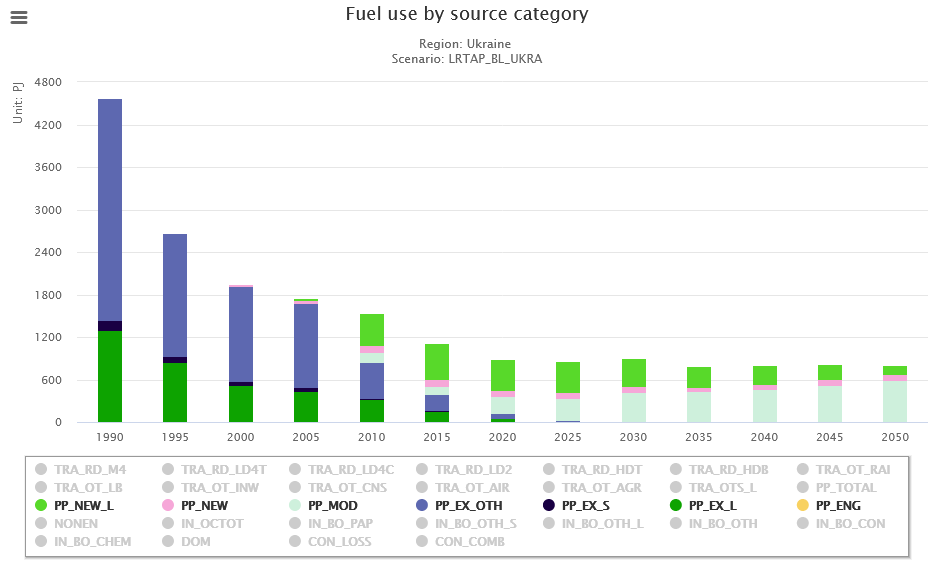 Fuel use by source category
Region: Ukraine
Scenario: LRTAP_BL_UKRA
Unit: PJ
4800
4200
3600
3000
2400
1800
1200
600
0
1990 1995 2000 2005 2010 2015 2020 2025 2030 2035 2040 2045 2050
TRA_RD_M4 TRA_RD_LD4T TRA_RD_LD4C TRA_RD_LD2 TRA_RD_HDT TRA_RD_HDB TRA_OT_RAI
TRA_OT_LB TRA_OT_INW TRA_OT_CNS TRA_OT_AIR TRA_OT_AGR TRA_OTS_L PP_TOTAL
PP_NEW_L PP_NEW PP_MOD PP_EX_OTH PP_EX_S PP_EX_L PP_ENG
NONEN IN_OCTOT IN_BO_PAP IN_BO_OTH_S IN_BO_OTH_L IN_BO_OTH IN_BO_CON
IN_BO_CHEM DOM CON_LOSS CON_COMB